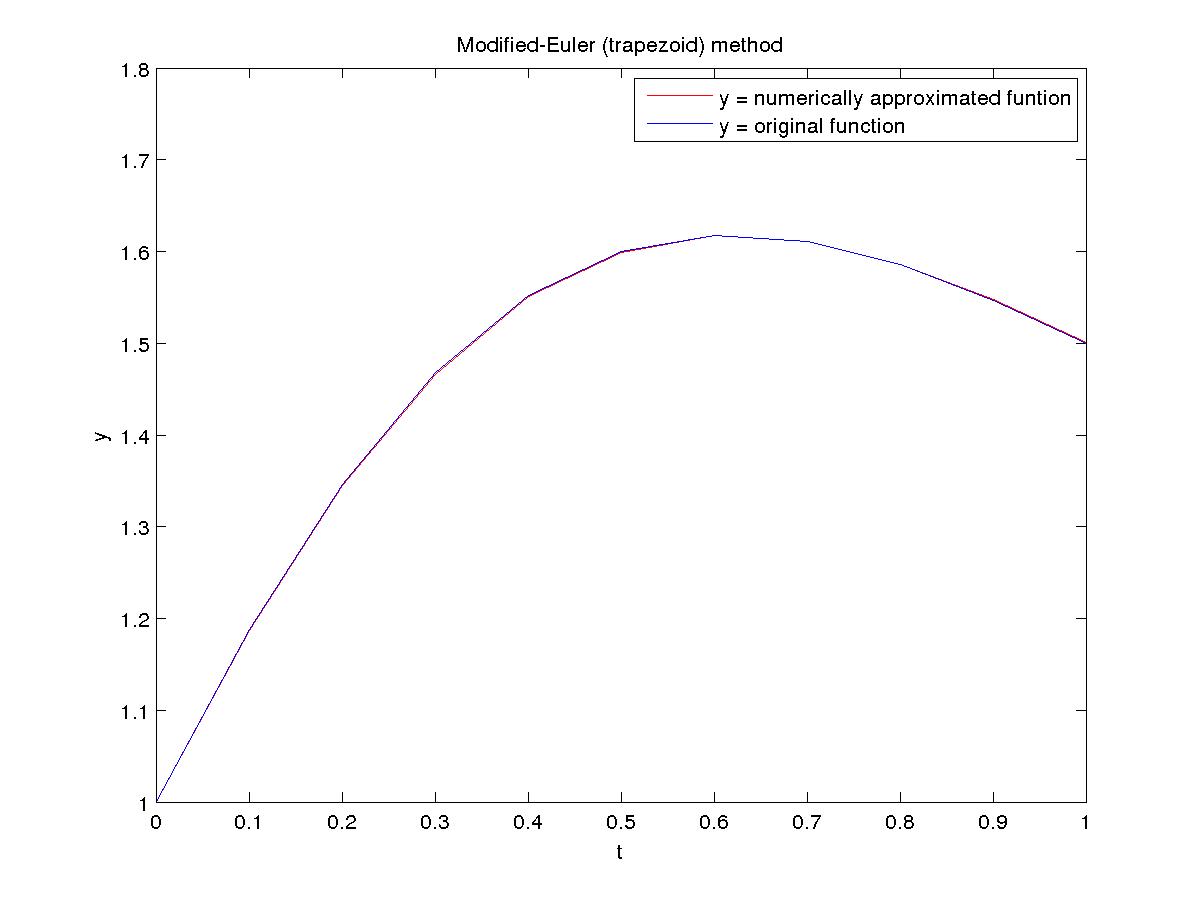 Modified-Euler (trapezoid) method
y = numerically approximated funtion
y = original function
1.8
1.7
1.6
1.5
1.4
1.3
1.2
1.1
1
y
0 0.1 0.2 0.3 0.4 0.5 0.6 0.7 0.8 0.9 1
t